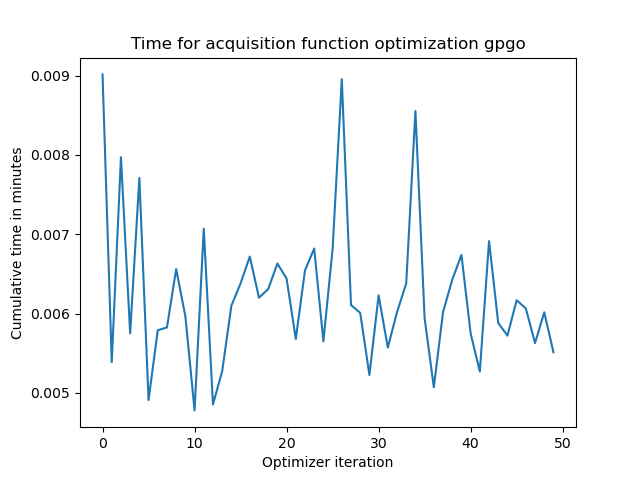 Time for acquisition function optimization gpgo
Cumulative time in minutes
0.009
0.008
0.007
0.006
0.005
0 10 20 30 40 50
Optimizer iteration